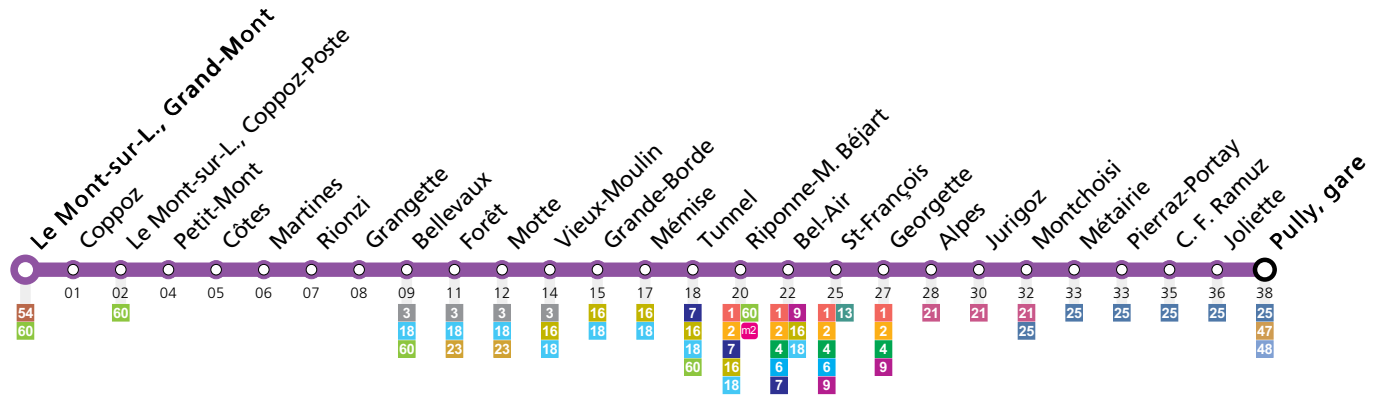 Le Mont-sur-L., Grand-Mont
Coppoz
Le Mont-sur-L., Coppoz-Poste
Petit-Mont
Côtes
Martines
Rionzi
Grangette
Bellevaux
Forêt
Motte
Vieux-Moulin
Grande-Borde
Mémise
Tunnel
Riponne-M. Béjart
Bel-Air
St-François
Georgette
Alpes
Jurigoz
Montchoisi
Métairie
Pierraz-Portay
C. F. Ramuz
Joliette
Pully, gare
01 02 04 05 06 07 08 09 11 12 14 15 17 18 20 22 25 27 28 30 32 33 33 35 36 38
54 60 3 3 3 3 16 16 7 1 60 1 9 1 13 1 21 21 21 25 25 25 25 25
60 18 18 18 16 18 18 16 2 m2 2 16 2 2 25 47
60 23 23 18 18 7 4 18 4 4 48
60 16 6 6 9
18 7 9